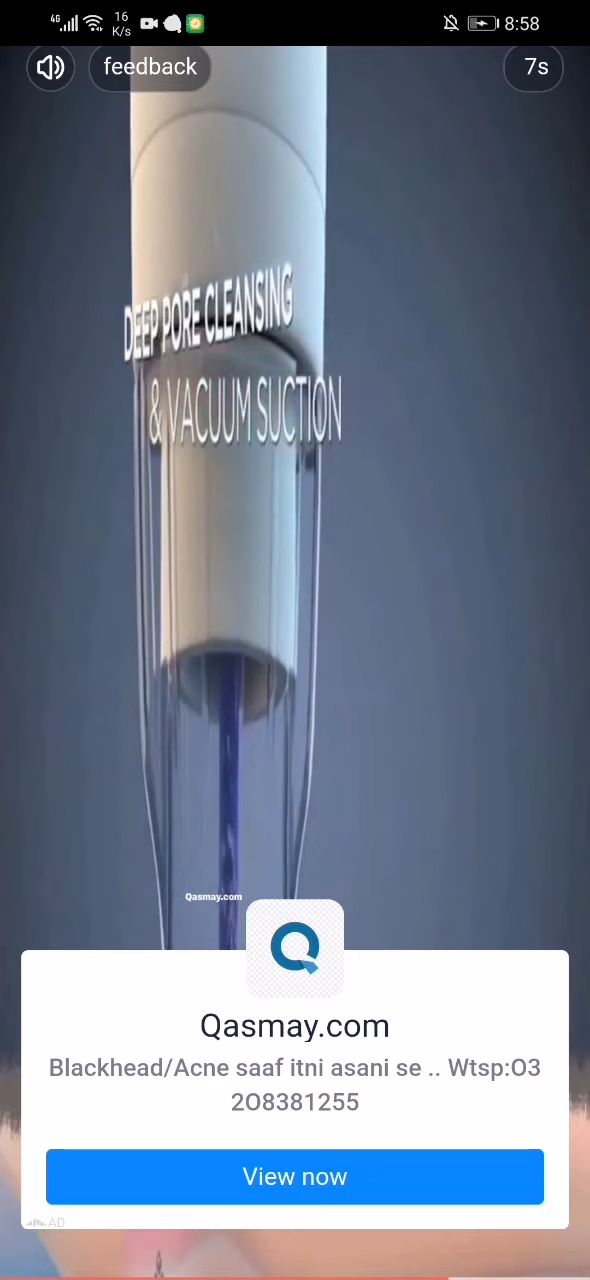 4G 16 K/s 8:58
feedback 7s
DEEP PORE CLEANSING
& VACUUM SUCTION
Qasmay.com
Qasmay.com
Blackhead/Acne saaf itni asani se .. Wtsp:O3
2O8381255
View now
AD